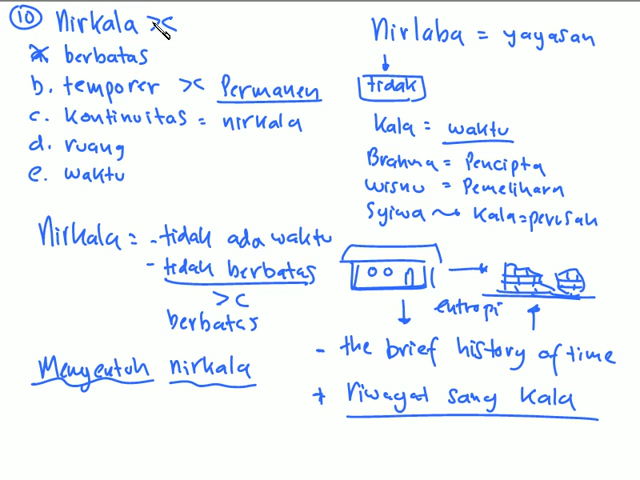 10 Nirkala ><
a. berbatas
b. temporer >< Permanen
c. kontinuitas = nirkala
d. ruang
e. waktu
Nirkala = - tidak ada waktu
- tidak berbatas
><
berbatas
Menyentuh nirkala
Nirlaba = yayasan
tidak
Kala = waktu
Brahma = Pencipta
wisnu = Pemelihara
Syiwa ~> Kala = perusak
entropi
- the brief history of time
+ riwayat sang kala